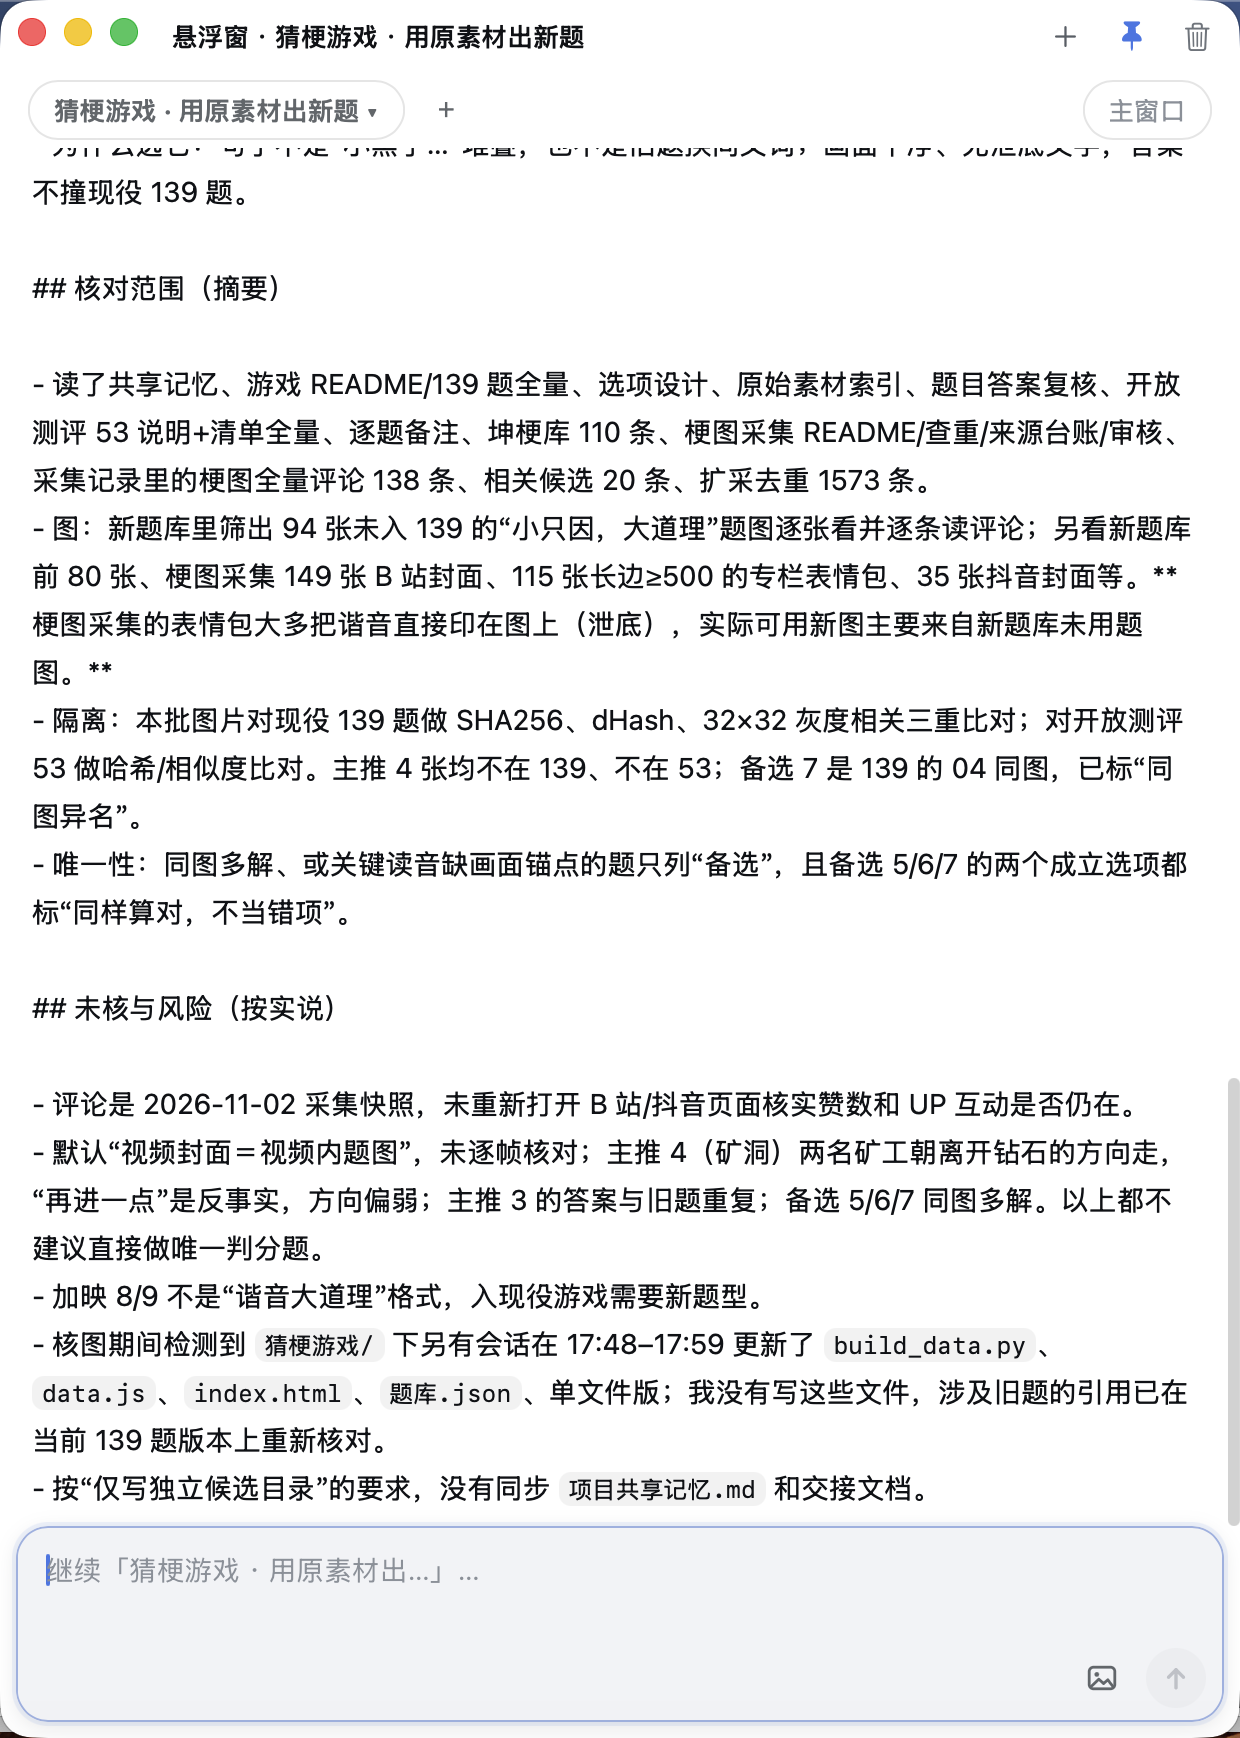 悬浮窗 · 猜梗游戏 · 用原素材出新题
猜梗游戏 · 用原素材出新题 ▾
+
主窗口
不撞现役 139 题。
## 核对范围（摘要）
- 读了共享记忆、游戏 README/139 题全量、选项设计、原始素材索引、题目答案复核、开放
测评 53 说明+清单全量、逐题备注、坤梗库 110 条、梗图采集 README/查重/来源台账/审核、
采集记录里的梗图全量评论 138 条、相关候选 20 条、扩采去重 1573 条。
- 图：新题库里筛出 94 张未入 139 的“小只因，大道理”题图逐张看并逐条读评论；另看新题库
前 80 张、梗图采集 149 张 B 站封面、115 张长边≥500 的专栏表情包、35 张抖音封面等。**
梗图采集的表情包大多把谐音直接印在图上（泄底），实际可用新图主要来自新题库未用题
图。**
- 隔离：本批图片对现役 139 题做 SHA256、dHash、32×32 灰度相关三重比对；对开放测评
53 做哈希/相似度比对。主推 4 张均不在 139、不在 53；备选 7 是 139 的 04 同图，已标“同
图异名”。
- 唯一性：同图多解、或关键读音缺画面锚点的题只列“备选”，且备选 5/6/7 的两个成立选项都
标“同样算对，不当错项”。
## 未核与风险（按实说）
- 评论是 2026-11-02 采集快照，未重新打开 B 站/抖音页面核实赞数和 UP 互动是否仍在。
- 默认“视频封面＝视频内题图”，未逐帧核对；主推 4（矿洞）两名矿工朝离开钻石的方向走，
“再进一点”是反事实，方向偏弱；主推 3 的答案与旧题重复；备选 5/6/7 同图多解。以上都不
建议直接做唯一判分题。
- 加映 8/9 不是“谐音大道理”格式，入现役游戏需要新题型。
- 核图期间检测到 猜梗游戏/ 下另有会话在 17:48–17:59 更新了 build_data.py、
data.js、index.html、题库.json、单文件版；我没有写这些文件，涉及旧题的引用已在
当前 139 题版本上重新核对。
- 按“仅写独立候选目录”的要求，没有同步 项目共享记忆.md 和交接文档。
继续「猜梗游戏 · 用原素材出...」...